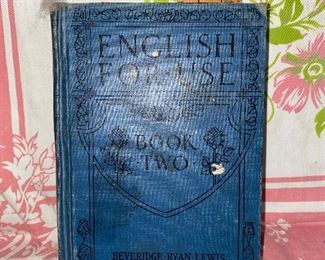 ENGLISH
FOR USE
BOOK
TWO
BEVERIDGE·RYAN·LEWIS